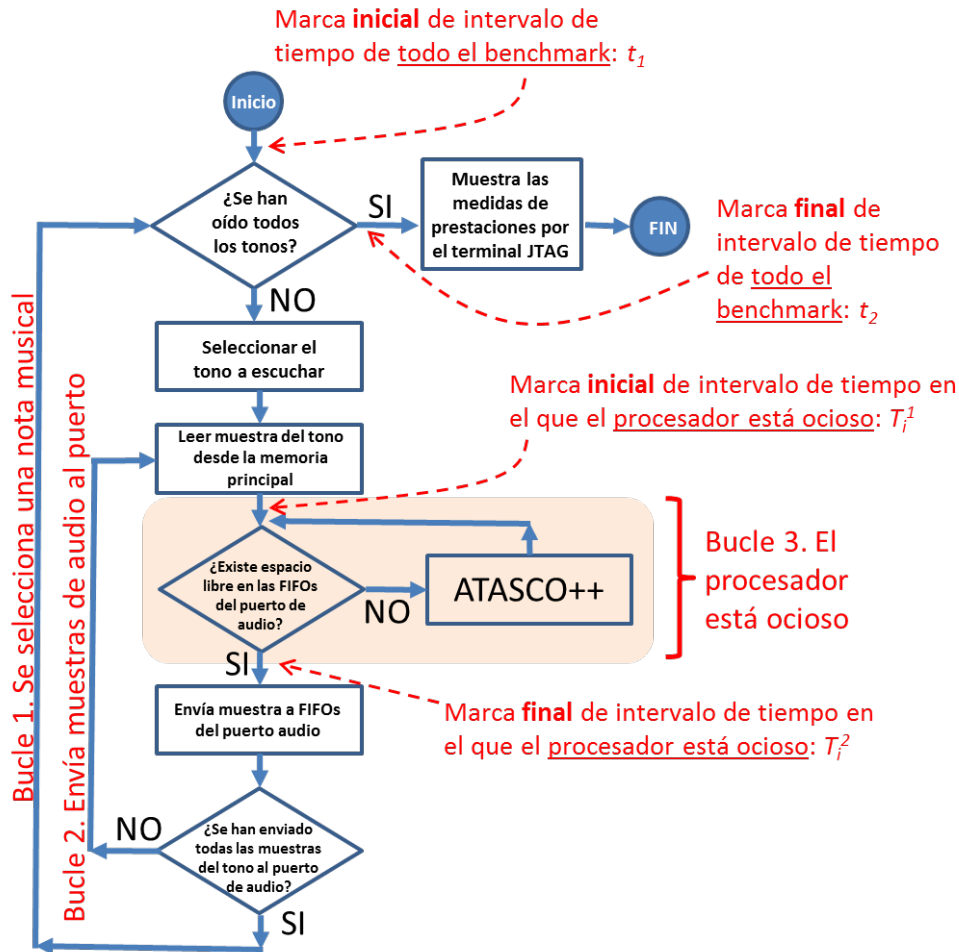 Marca inicial de intervalo de
tiempo de todo el benchmark: t1
Inicio
¿Se han
oído todos
los tonos?
SI
Muestra las
medidas de
prestaciones por
el terminal JTAG
FIN
Marca final de
intervalo de tiempo
de todo el
benchmark: t2
NO
Seleccionar el
tono a escuchar
Marca inicial de intervalo de tiempo en
el que el procesador está ocioso: Ti1
Leer muestra del tono
desde la memoria
principal
¿Existe espacio
libre en las FIFOs
del puerto de
audio?
NO
ATASCO++
Bucle 3. El
procesador
está ocioso
SI
Envía muestra a FIFOs
del puerto audio
Marca final de intervalo de tiempo en
el que el procesador está ocioso: Ti2
NO
¿Se han enviado
todas las muestras
del tono al puerto
de audio?
SI
Bucle 1. Se selecciona una nota musical
Bucle 2. Envía muestras de audio al puerto